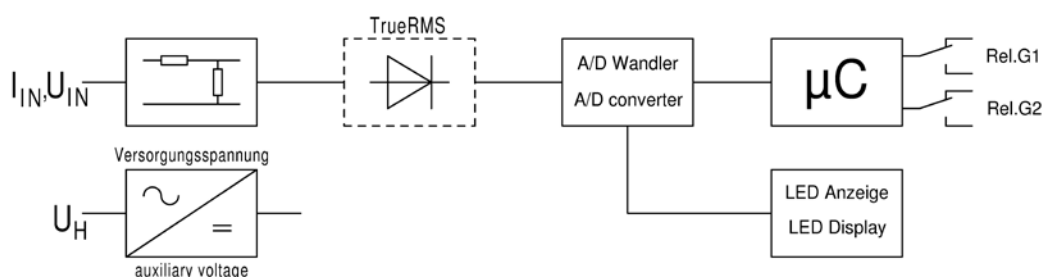 TrueRMS
I_IN,U_IN
A/D Wandler
A/D converter
µC
Rel.G1
Rel.G2
Versorgungsspannung
U_H
auxiliary voltage
LED Anzeige
LED Display